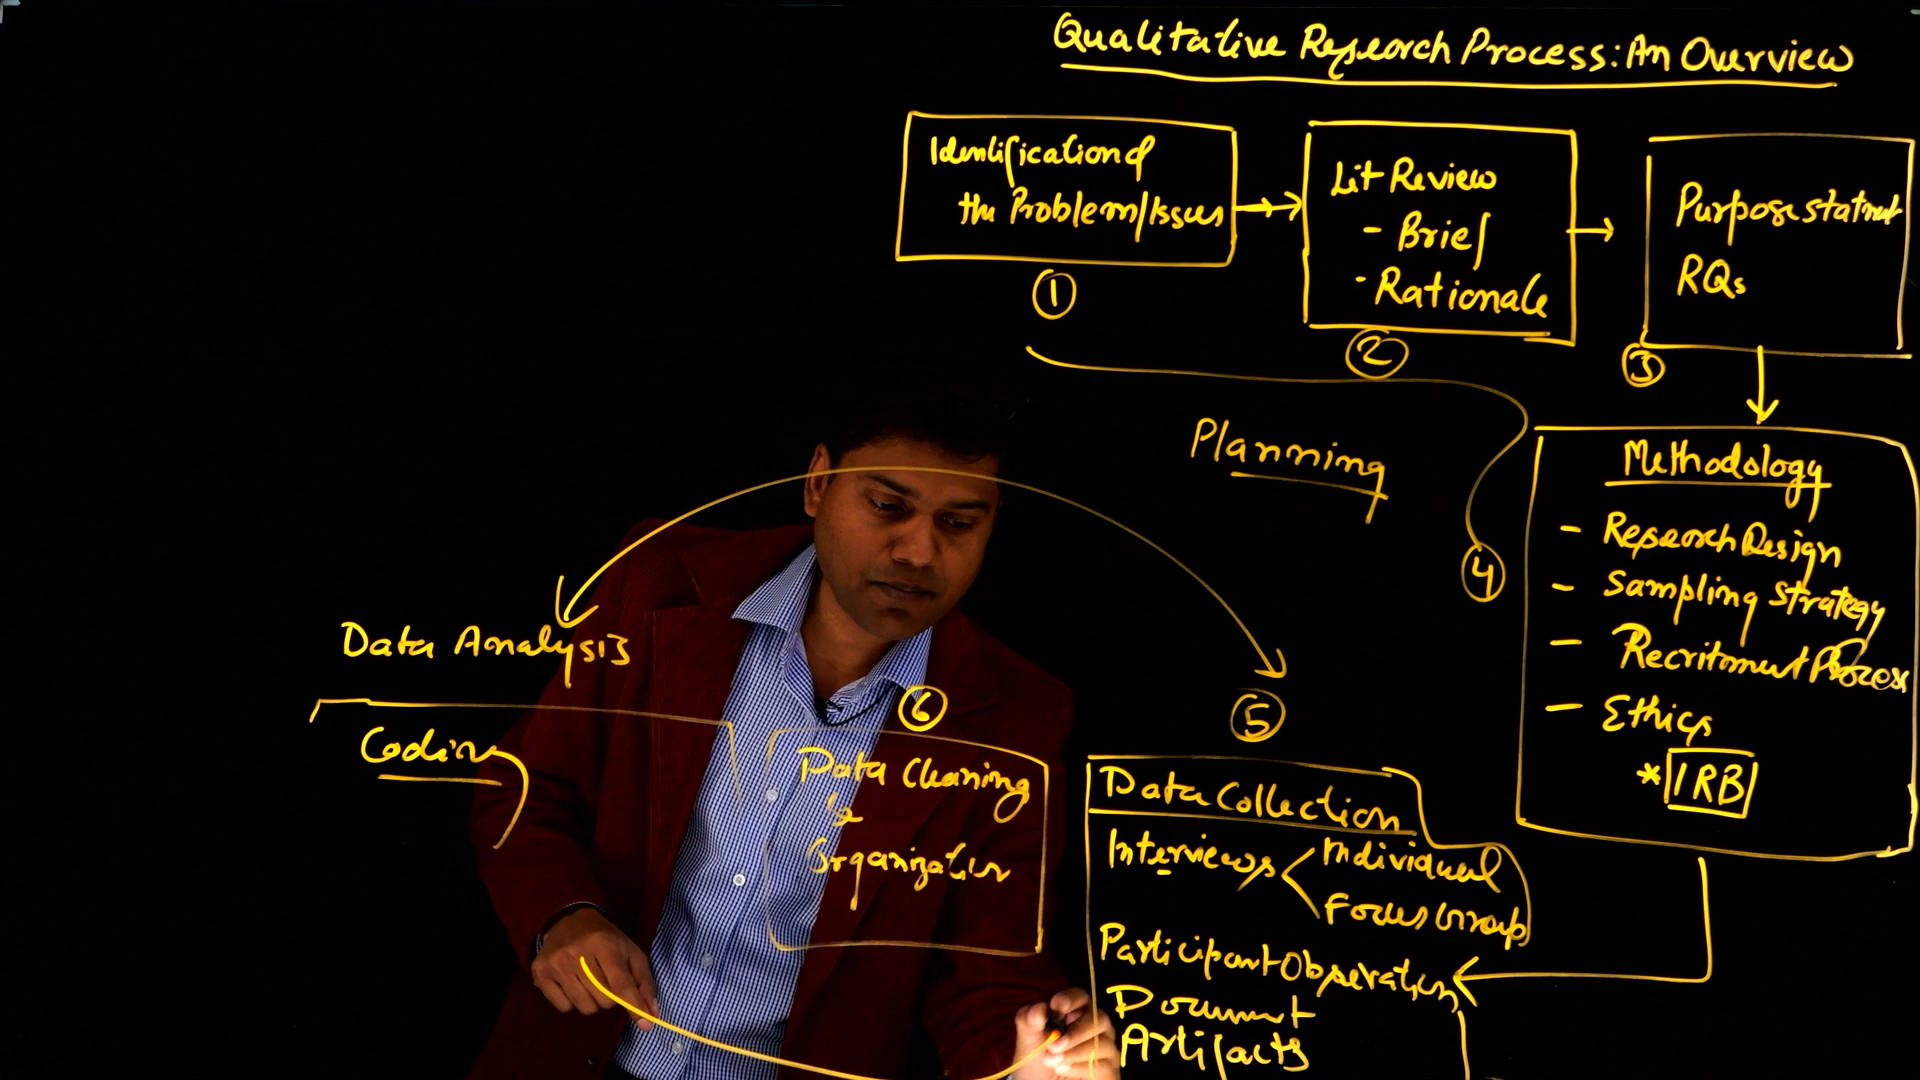 Qualitative Research Process: An Overview
Identification of
the Problem/Issues
1
Lit Review
- Brief
- Rationale
2
Purpose statmet
RQs
3
Planning
4
Methodology
- Research Design
- Sampling Strategy
- Recritment Process
- Ethics
* IRB
5
Data Collection
Interviews < Individual
Focus Group
Participant Observation
Document
Artifacts
6
Data Cleaning
&
Organization
Data Analysis
Coding